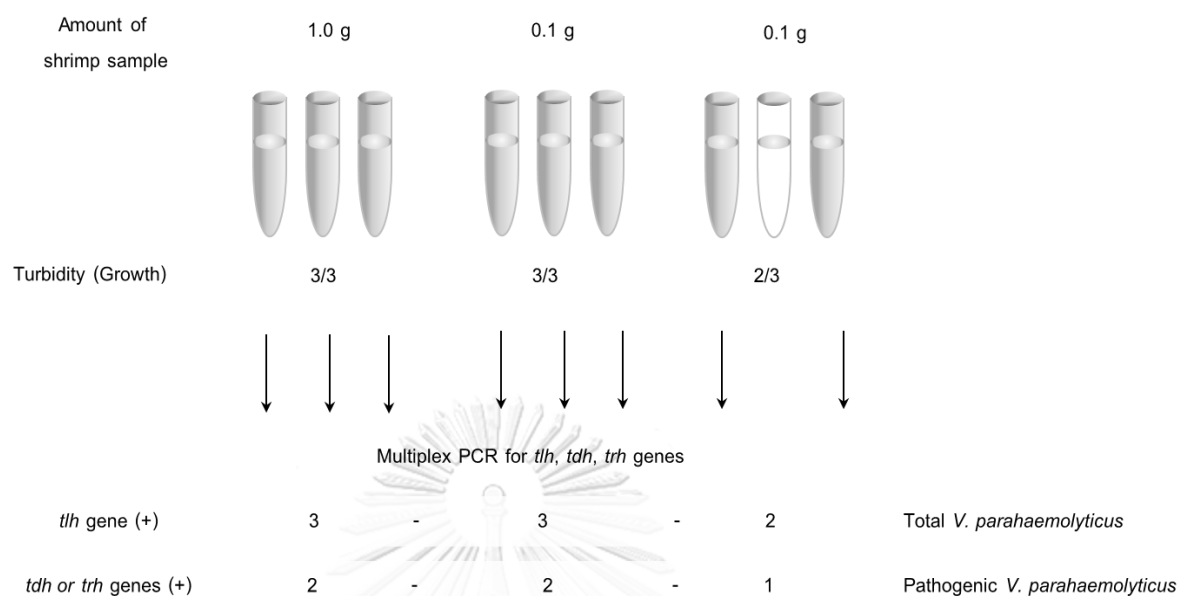 Amount of
shrimp sample
1.0 g 0.1 g 0.1 g
Turbidity (Growth) 3/3 3/3 2/3
Multiplex PCR for tlh, tdh, trh genes
tlh gene (+) 3 - 3 - 2 Total V. parahaemolyticus
tdh or trh genes (+) 2 - 2 - 1 Pathogenic V. parahaemolyticus